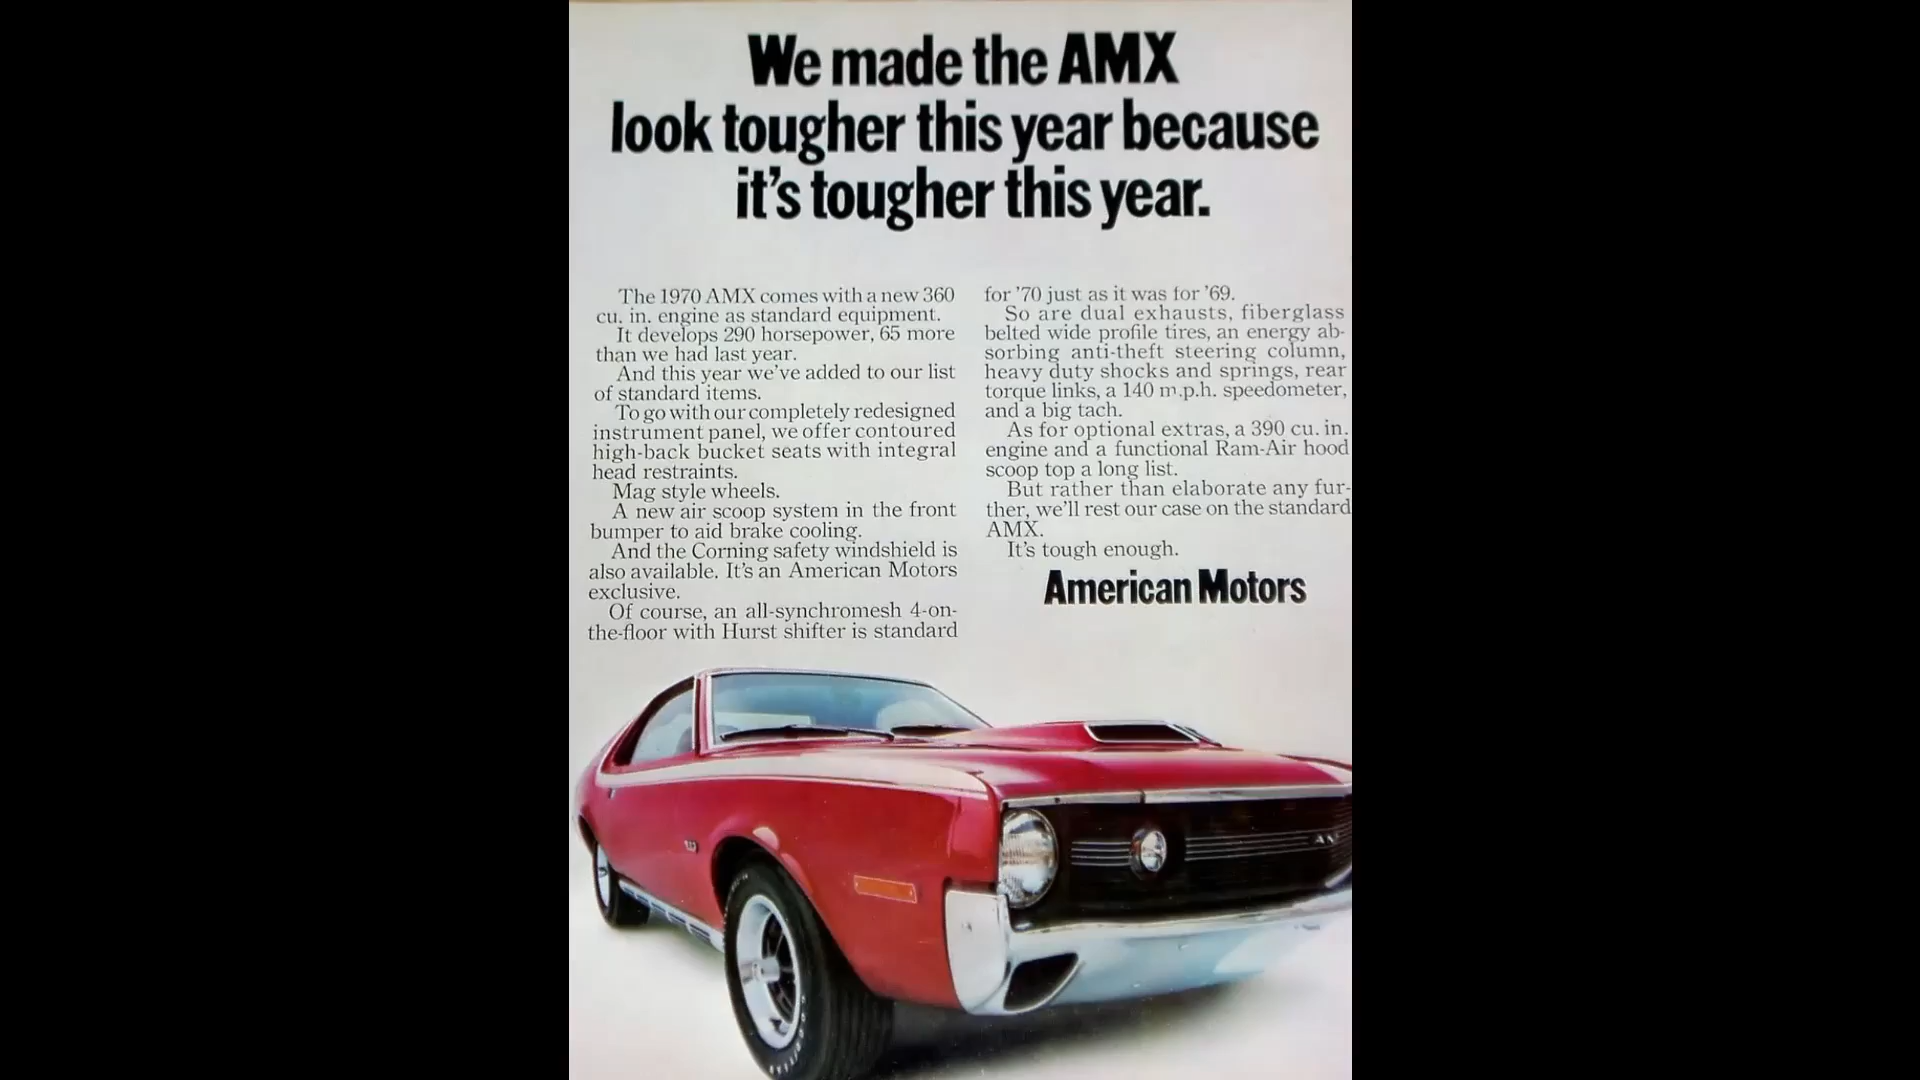 We made the AMX
look tougher this year because
it's tougher this year.
The 1970 AMX comes with a new 360
cu. in. engine as standard equipment.
It develops 290 horsepower, 65 more
than we had last year.
And this year we've added to our list
of standard items.
To go with our completely redesigned
instrument panel, we offer contoured
high-back bucket seats with integral
head restraints.
Mag style wheels.
A new air scoop system in the front
bumper to aid brake cooling.
And the Corning safety windshield is
also available. It's an American Motors
exclusive.
Of course, an all-synchromesh 4-on-
the-floor with Hurst shifter is standard
for '70 just as it was for '69.
So are dual exhausts, fiberglass
belted wide profile tires, an energy ab-
sorbing anti-theft steering column,
heavy duty shocks and springs, rear
torque links, a 140 m.p.h. speedometer,
and a big tach.
As for optional extras, a 390 cu. in.
engine and a functional Ram-Air hood
scoop top a long list.
But rather than elaborate any fur-
ther, we'll rest our case on the standard
AMX.
It's tough enough.
American Motors